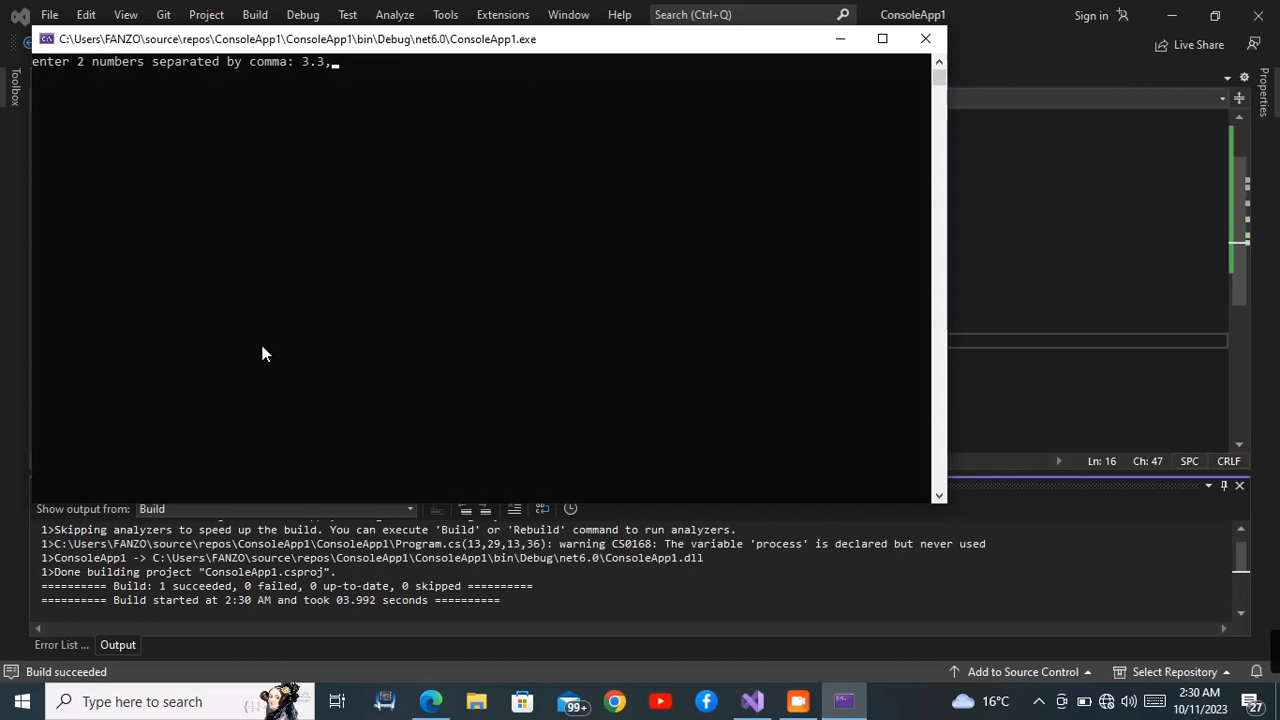 File Edit View Git Project Build Debug Test Analyze Tools Extensions Window Help Search (Ctrl+Q) ConsoleApp1 Sign in
C:\Users\FANZO\source\repos\ConsoleApp1\ConsoleApp1\bin\Debug\net6.0\ConsoleApp1.exe
Live Share
enter 2 numbers separated by comma: 3.3,
Toolbox
Properties
Ln: 16 Ch: 47 SPC CRLF
Show output from: Build
1>Skipping analyzers to speed up the build. You can execute 'Build' or 'Rebuild' command to run analyzers.
1>C:\Users\FANZO\source\repos\ConsoleApp1\ConsoleApp1\Program.cs(13,29,13,36): warning CS0168: The variable 'process' is declared but never used
1>ConsoleApp1 -> C:\Users\FANZO\source\repos\ConsoleApp1\ConsoleApp1\bin\Debug\net6.0\ConsoleApp1.dll
1>Done building project "ConsoleApp1.csproj".
========== Build: 1 succeeded, 0 failed, 0 up-to-date, 0 skipped ==========
========== Build started at 2:30 AM and took 03.992 seconds ==========
Error List ... Output
Build succeeded Add to Source Control Select Repository
Type here to search 99+ 16°C 2:30 AM
10/11/2023 27